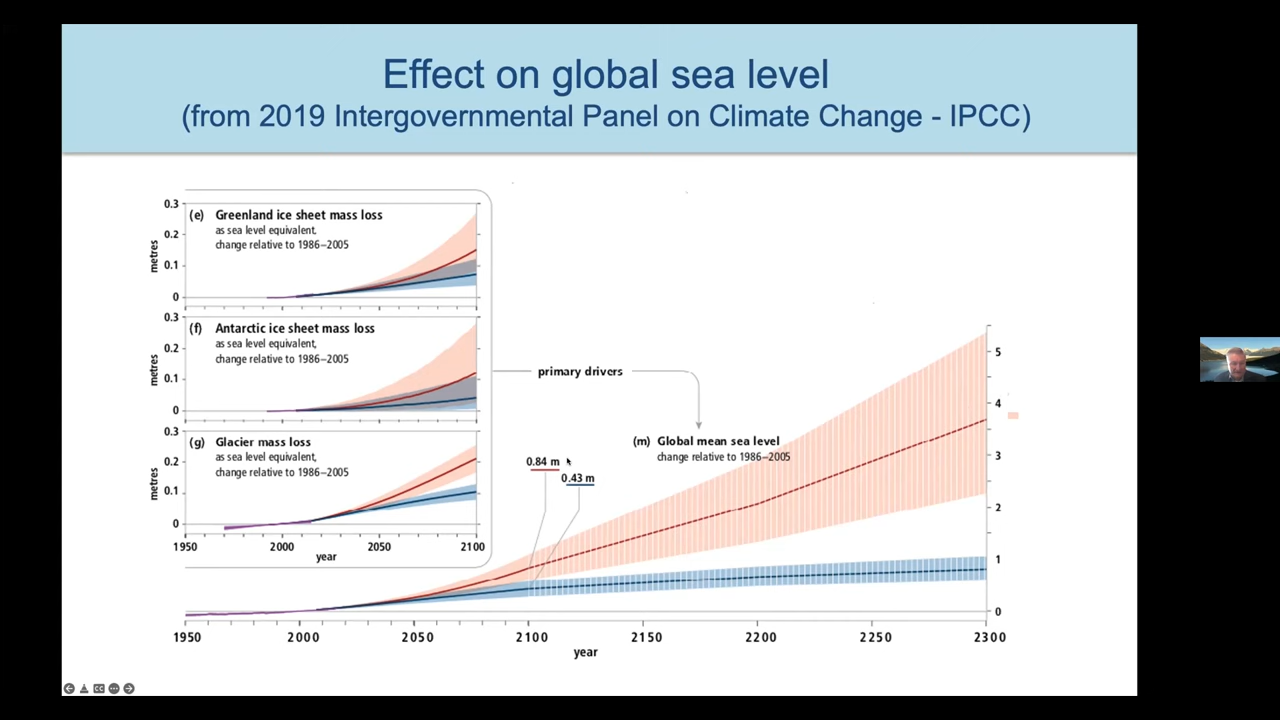 Effect on global sea level
(from 2019 Intergovernmental Panel on Climate Change - IPCC)
0.3
0.2
0.1
0
metres
(e) Greenland ice sheet mass loss
as sea level equivalent,
change relative to 1986–2005
0.3
0.2
0.1
0
metres
(f) Antarctic ice sheet mass loss
as sea level equivalent,
change relative to 1986–2005
0.3
0.2
0.1
0
metres
(g) Glacier mass loss
as sea level equivalent,
change relative to 1986–2005
1950 2000 2050 2100
year
primary drivers
(m) Global mean sea level
change relative to 1986–2005
0.84 m
0.43 m
5
4
3
2
1
0
1950 2000 2050 2100 2150 2200 2250 2300
year